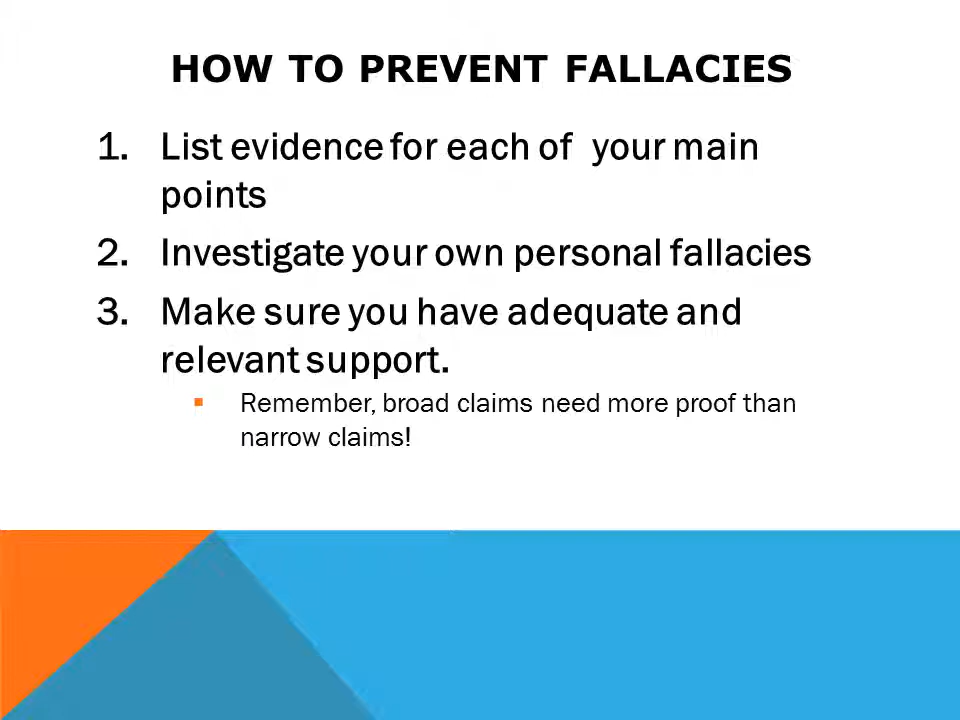 HOW TO PREVENT FALLACIES
1. List evidence for each of  your main
points
2. Investigate your own personal fallacies
3. Make sure you have adequate and
relevant support.
▪ Remember, broad claims need more proof than
narrow claims!